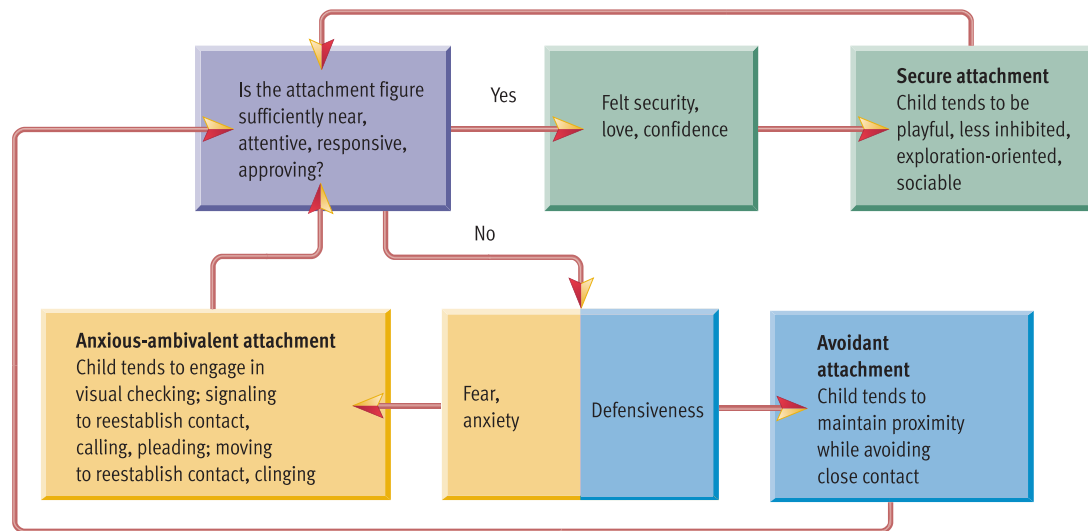 Is the attachment figure
sufficiently near,
attentive, responsive,
approving?
Yes
Felt security,
love, confidence
Secure attachment
Child tends to be
playful, less inhibited,
exploration-oriented,
sociable
No
Anxious-ambivalent attachment
Child tends to engage in
visual checking; signaling
to reestablish contact,
calling, pleading; moving
to reestablish contact, clinging
Fear,
anxiety
Defensiveness
Avoidant
attachment
Child tends to
maintain proximity
while avoiding
close contact